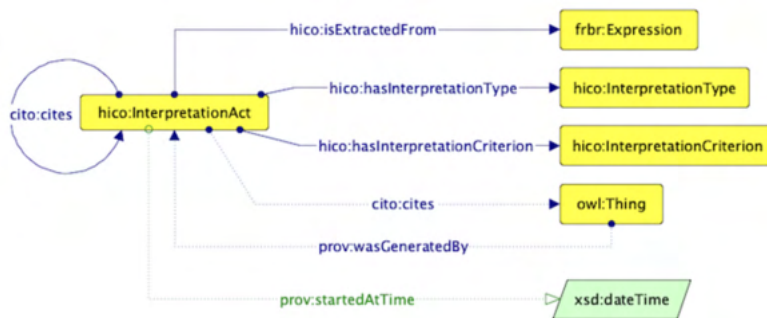 hico:isExtractedFrom
frbr:Expression
hico:hasInterpretationType
hico:InterpretationType
cito:cites
hico:InterpretationAct
hico:hasInterpretationCriterion
hico:InterpretationCriterion
cito:cites
owl:Thing
prov:wasGeneratedBy
prov:startedAtTime
xsd:dateTime